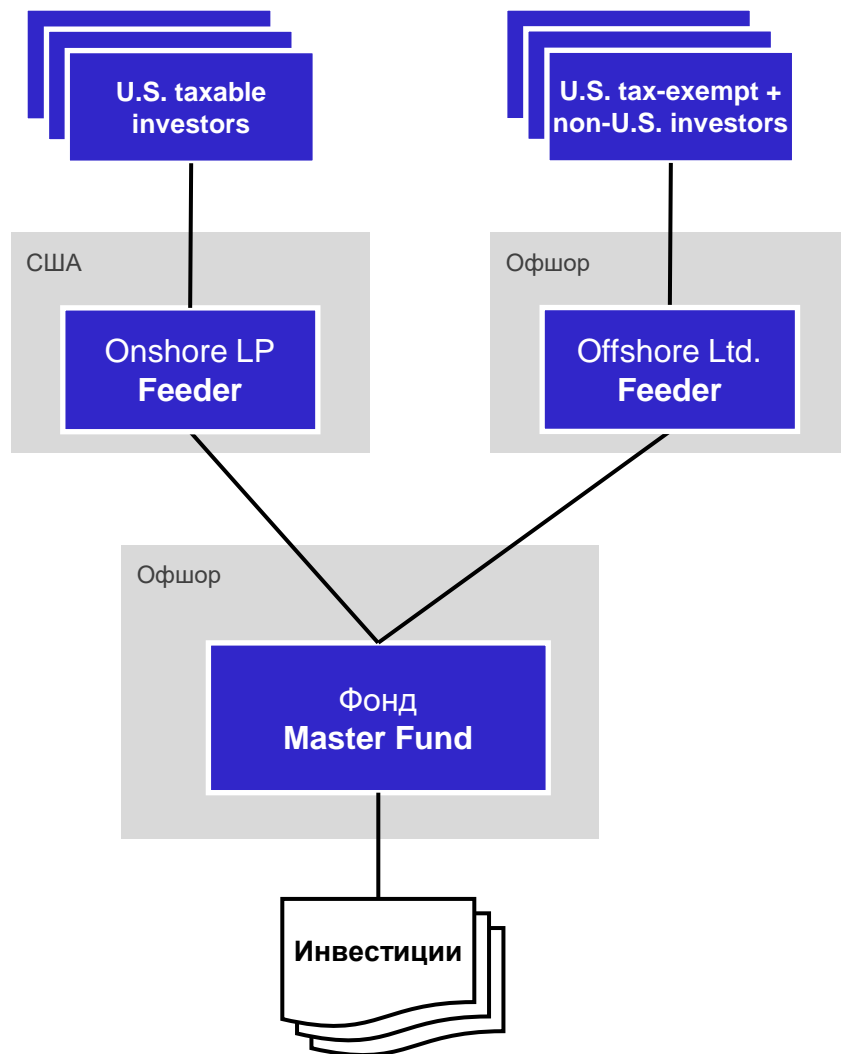 U.S. taxable
investors
U.S. tax-exempt +
non-U.S. investors
США
Onshore LP
Feeder
Офшор
Offshore Ltd.
Feeder
Офшор
Фонд
Master Fund
Инвестиции